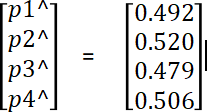 [p1^] = [0.492]
[p2^] = [0.520]
[p3^] = [0.479]
[p4^] = [0.506]